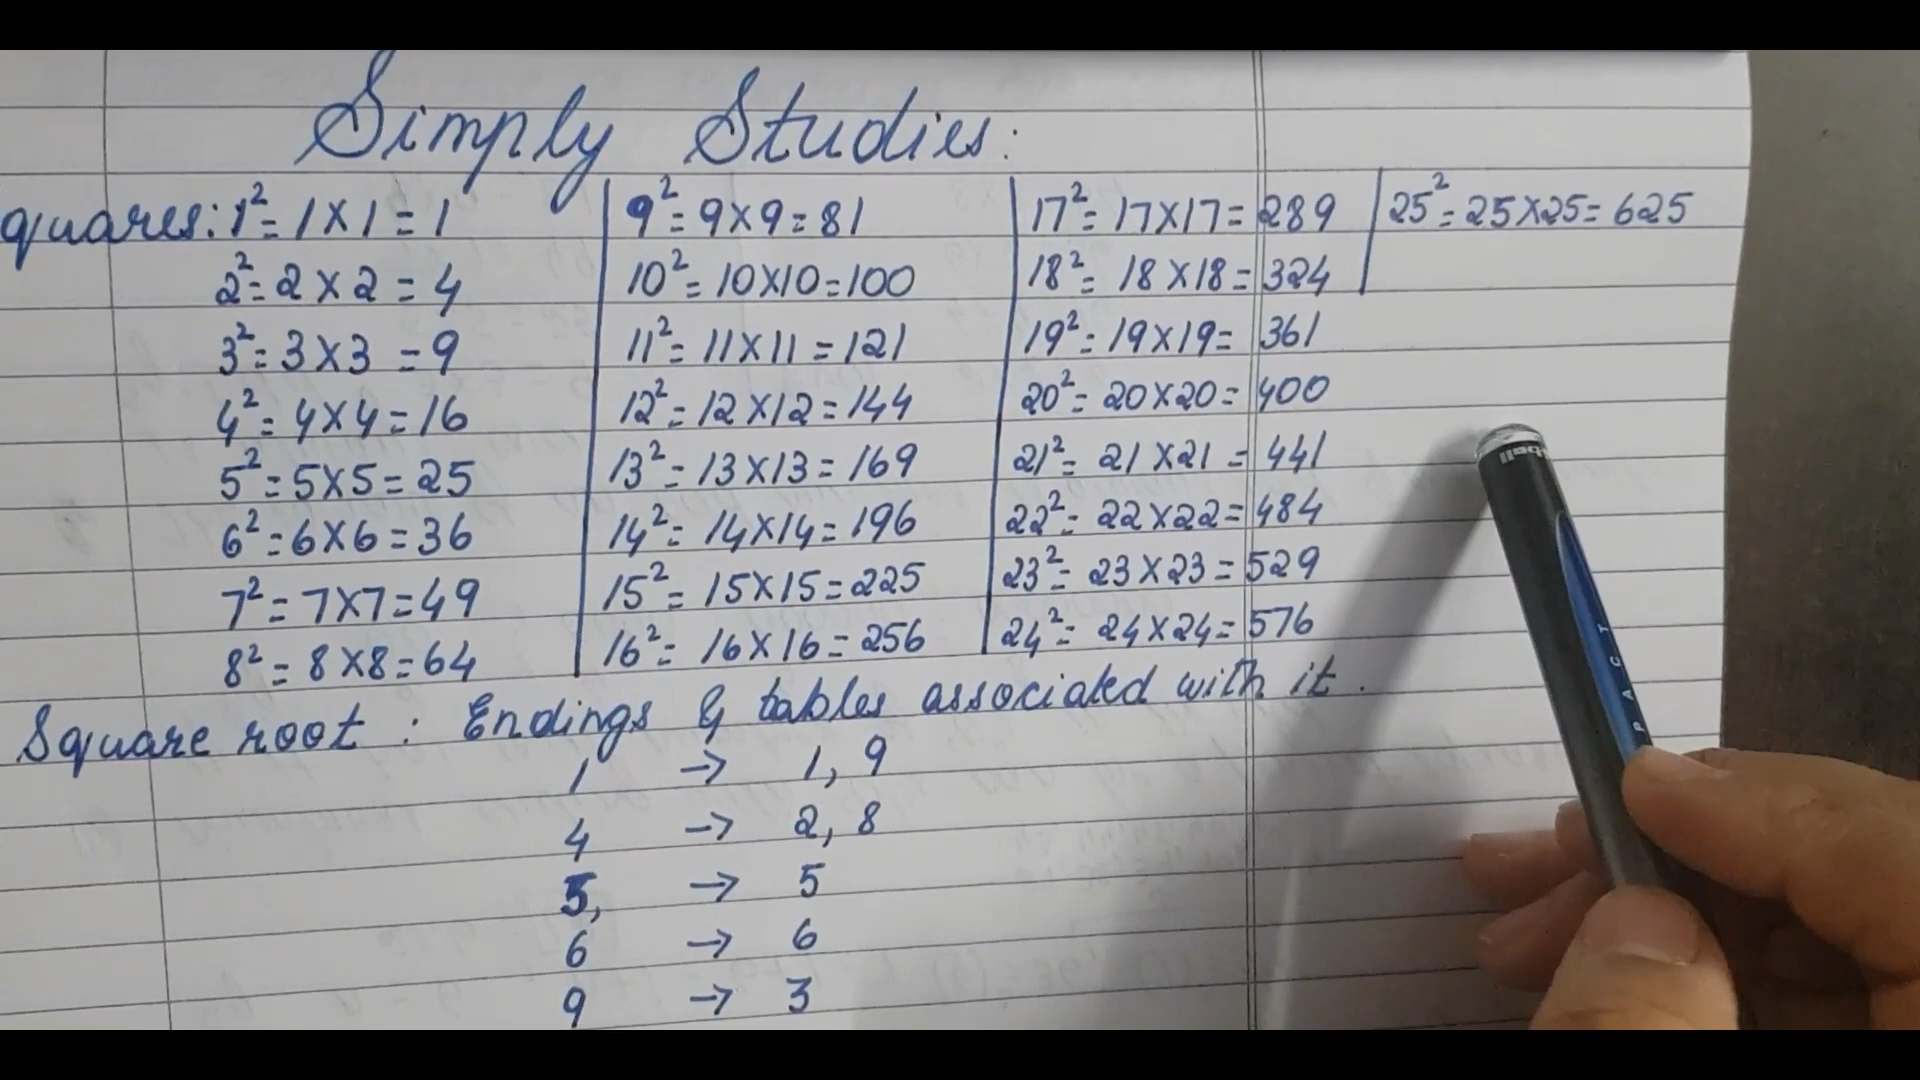 Simply Studies:
quares: 1² = 1 X 1 = 1
2² = 2 X 2 = 4
3² = 3 X 3 = 9
4² = 4 X 4 = 16
5² = 5 X 5 = 25
6² = 6 X 6 = 36
7² = 7 X 7 = 49
8² = 8 X 8 = 64
9² = 9 X 9 = 81
10² = 10 X 10 = 100
11² = 11 X 11 = 121
12² = 12 X 12 = 144
13² = 13 X 13 = 169
14² = 14 X 14 = 196
15² = 15 X 15 = 225
16² = 16 X 16 = 256
17² = 17 X 17 = 289
18² = 18 X 18 = 324
19² = 19 X 19 = 361
20² = 20 X 20 = 400
21² = 21 X 21 = 441
22² = 22 X 22 = 484
23² = 23 X 23 = 529
24² = 24 X 24 = 576
25² = 25 X 25 = 625
Square root : Endings & tables associated with it.
1 → 1, 9
4 → 2, 8
5, → 5
6 → 6
9 → 3
PACT